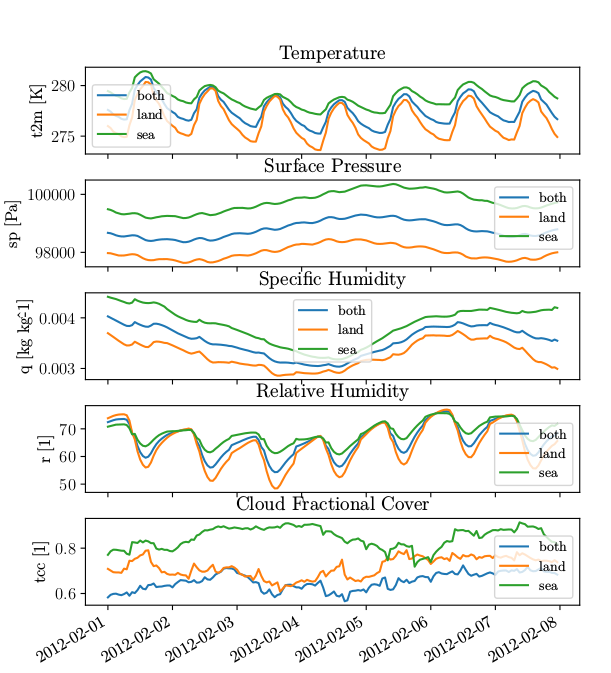 Temperature
280
275
t2m [K]
both
land
sea
Surface Pressure
100000
98000
sp [Pa]
both
land
sea
Specific Humidity
0.004
0.003
q [kg kg-1]
both
land
sea
Relative Humidity
70
60
50
r [1]
both
land
sea
Cloud Fractional Cover
0.8
0.6
tcc [1]
both
land
sea
2012-02-01
2012-02-02
2012-02-03
2012-02-04
2012-02-05
2012-02-06
2012-02-07
2012-02-08